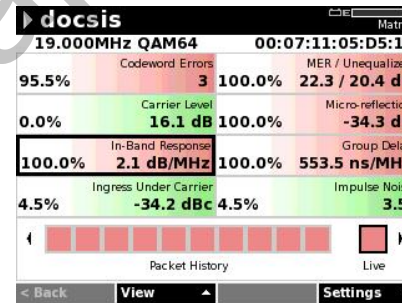 docsis
19.000MHz QAM64 00:07:11:05:D5:1
Codeword Errors
95.5% 3
MER / Unequalize
100.0% 22.3 / 20.4 d
Carrier Level
0.0% 16.1 dB
Micro-reflectio
100.0% -34.3 d
In-Band Response
100.0% 2.1 dB/MHz
Group Dela
100.0% 553.5 ns/MH
Ingress Under Carrier
4.5% -34.2 dBc
Impulse Nois
4.5% 3.5
Packet History Live
< Back View Settings